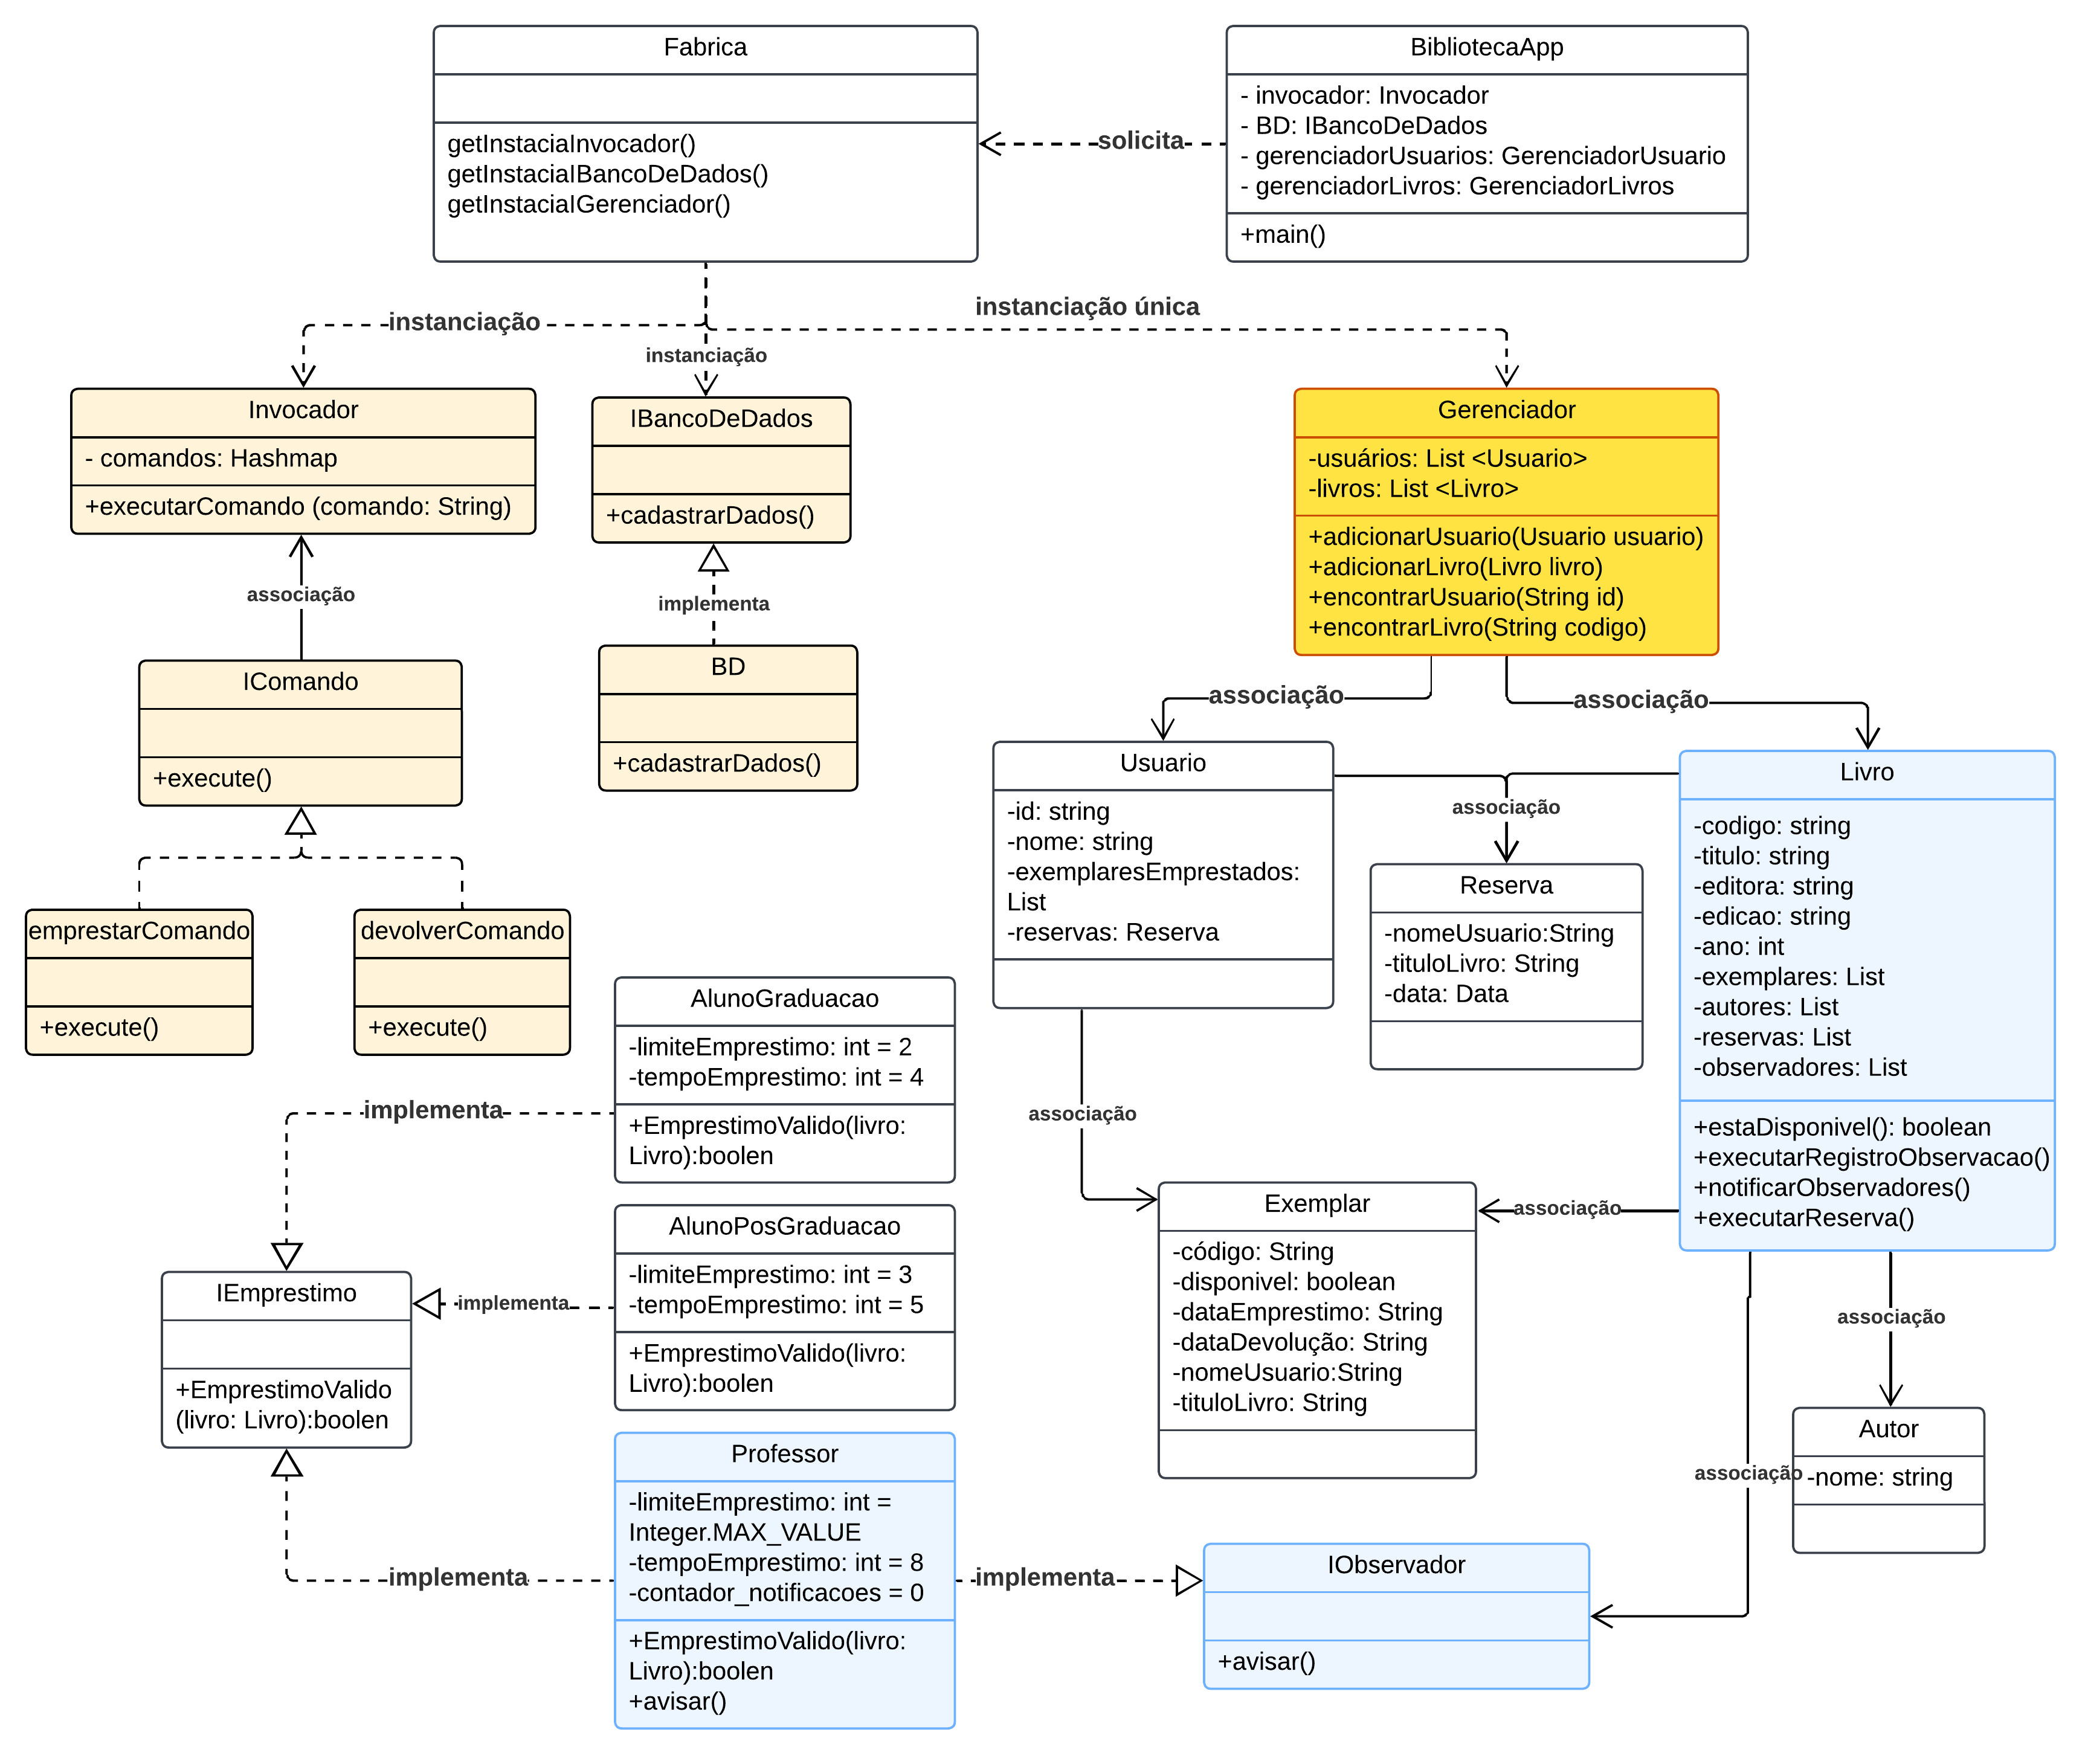 Fabrica
getInstaciaInvocador()
getInstaciaIBancoDeDados()
getInstaciaIGerenciador()
solicita
BibliotecaApp
- invocador: Invocador
- BD: IBancoDeDados
- gerenciadorUsuarios: GerenciadorUsuario
- gerenciadorLivros: GerenciadorLivros
+main()
instanciação
instanciação
instanciação única
Invocador
- comandos: Hashmap
+executarComando (comando: String)
IBancoDeDados
+cadastrarDados()
Gerenciador
-usuários: List <Usuario>
-livros: List <Livro>
+adicionarUsuario(Usuario usuario)
+adicionarLivro(Livro livro)
+encontrarUsuario(String id)
+encontrarLivro(String codigo)
associação
implementa
IComando
+execute()
BD
+cadastrarDados()
associação
associação
Usuario
-id: string
-nome: string
-exemplaresEmprestados:
List
-reservas: Reserva
associação
Reserva
-nomeUsuario:String
-tituloLivro: String
-data: Data
Livro
-codigo: string
-titulo: string
-editora: string
-edicao: string
-ano: int
-exemplares: List
-autores: List
-reservas: List
-observadores: List
+estaDisponivel(): boolean
+executarRegistroObservacao()
+notificarObservadores()
+executarReserva()
emprestarComando
+execute()
devolverComando
+execute()
AlunoGraduacao
-limiteEmprestimo: int = 2
-tempoEmprestimo: int = 4
+EmprestimoValido(livro:
Livro):boolen
implementa
associação
AlunoPosGraduacao
-limiteEmprestimo: int = 3
-tempoEmprestimo: int = 5
+EmprestimoValido(livro:
Livro):boolen
Exemplar
-código: String
-disponivel: boolean
-dataEmprestimo: String
-dataDevolução: String
-nomeUsuario:String
-tituloLivro: String
associação
IEmprestimo
+EmprestimoValido
(livro: Livro):boolen
implementa
associação
Autor
-nome: string
associação
Professor
-limiteEmprestimo: int =
Integer.MAX_VALUE
-tempoEmprestimo: int = 8
-contador_notificacoes = 0
+EmprestimoValido(livro:
Livro):boolen
+avisar()
implementa
implementa
IObservador
+avisar()